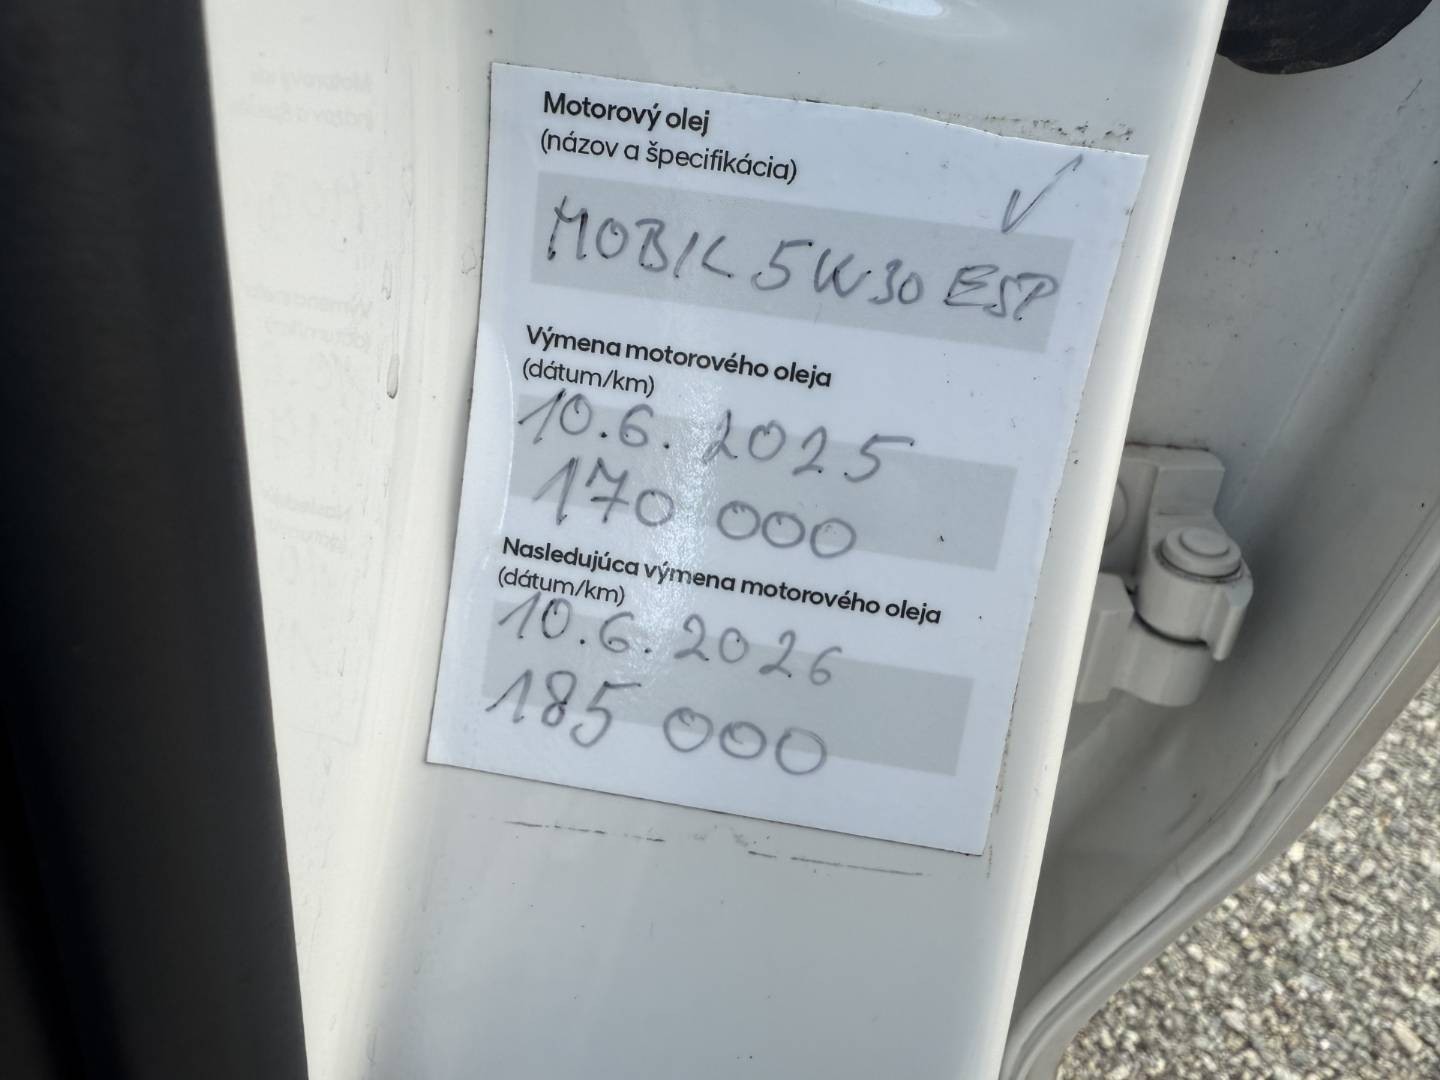 Motorový olej
(názov a špecifikácia)
MOBIL 5W30 ESP
Výmena motorového oleja
(dátum/km)
10.6. 2025
170 000
Nasledujúca výmena motorového oleja
(dátum/km)
10.6.2026
185 000